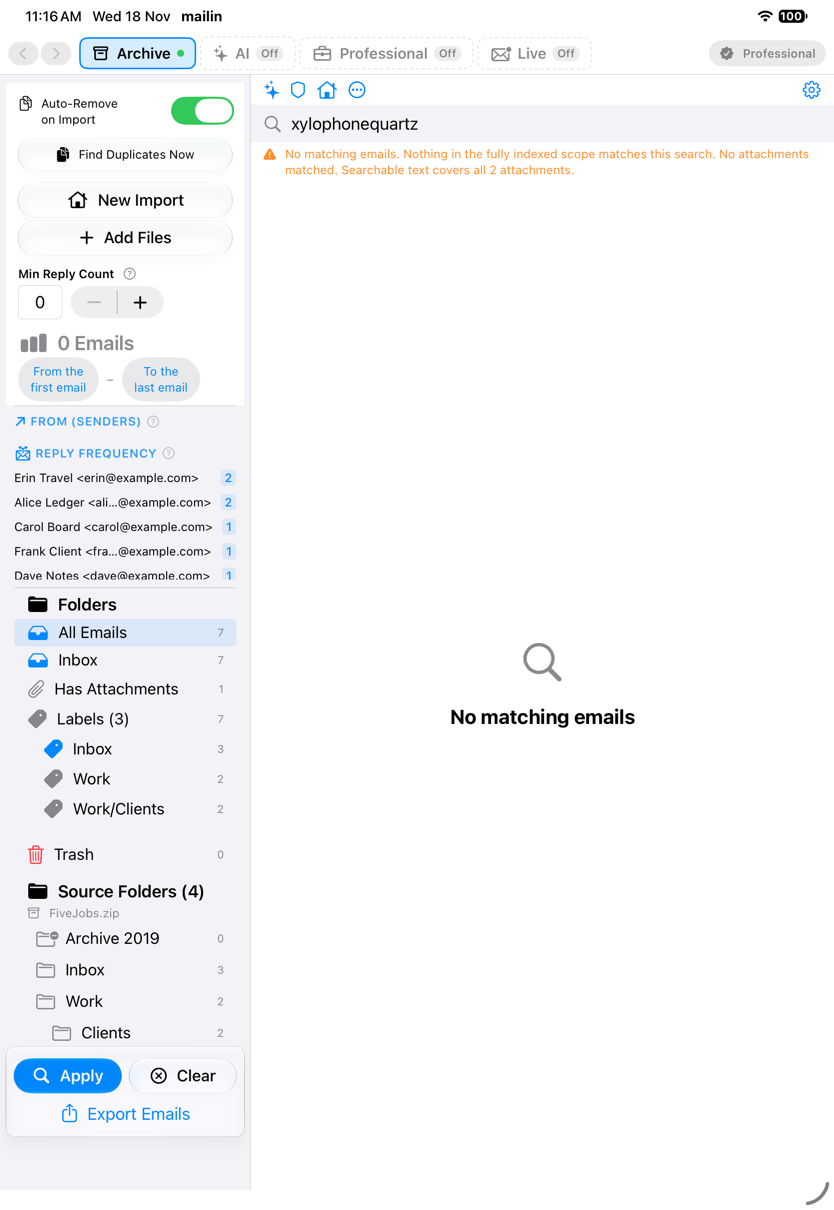 11:16 AM Wed 18 Nov mailin
100
Archive
AI Off
Professional Off
Live Off
Professional
Auto-Remove
on Import
Find Duplicates Now
New Import
Add Files
Min Reply Count ?
0
0 Emails
From the
first email
–
To the
last email
FROM (SENDERS) ?
REPLY FREQUENCY ?
Erin Travel <erin@example.com> 2
Alice Ledger <ali...@example.com> 2
Carol Board <carol@example.com> 1
Frank Client <fra...@example.com> 1
Dave Notes <dave@example.com> 1
Folders
All Emails 7
Inbox 7
Has Attachments 1
Labels (3) 7
Inbox 3
Work 2
Work/Clients 2
Trash 0
Source Folders (4)
FiveJobs.zip
Archive 2019 0
Inbox 3
Work 2
Clients 2
Apply
Clear
Export Emails
xylophonequartz
No matching emails. Nothing in the fully indexed scope matches this search. No attachments
matched. Searchable text covers all 2 attachments.
No matching emails